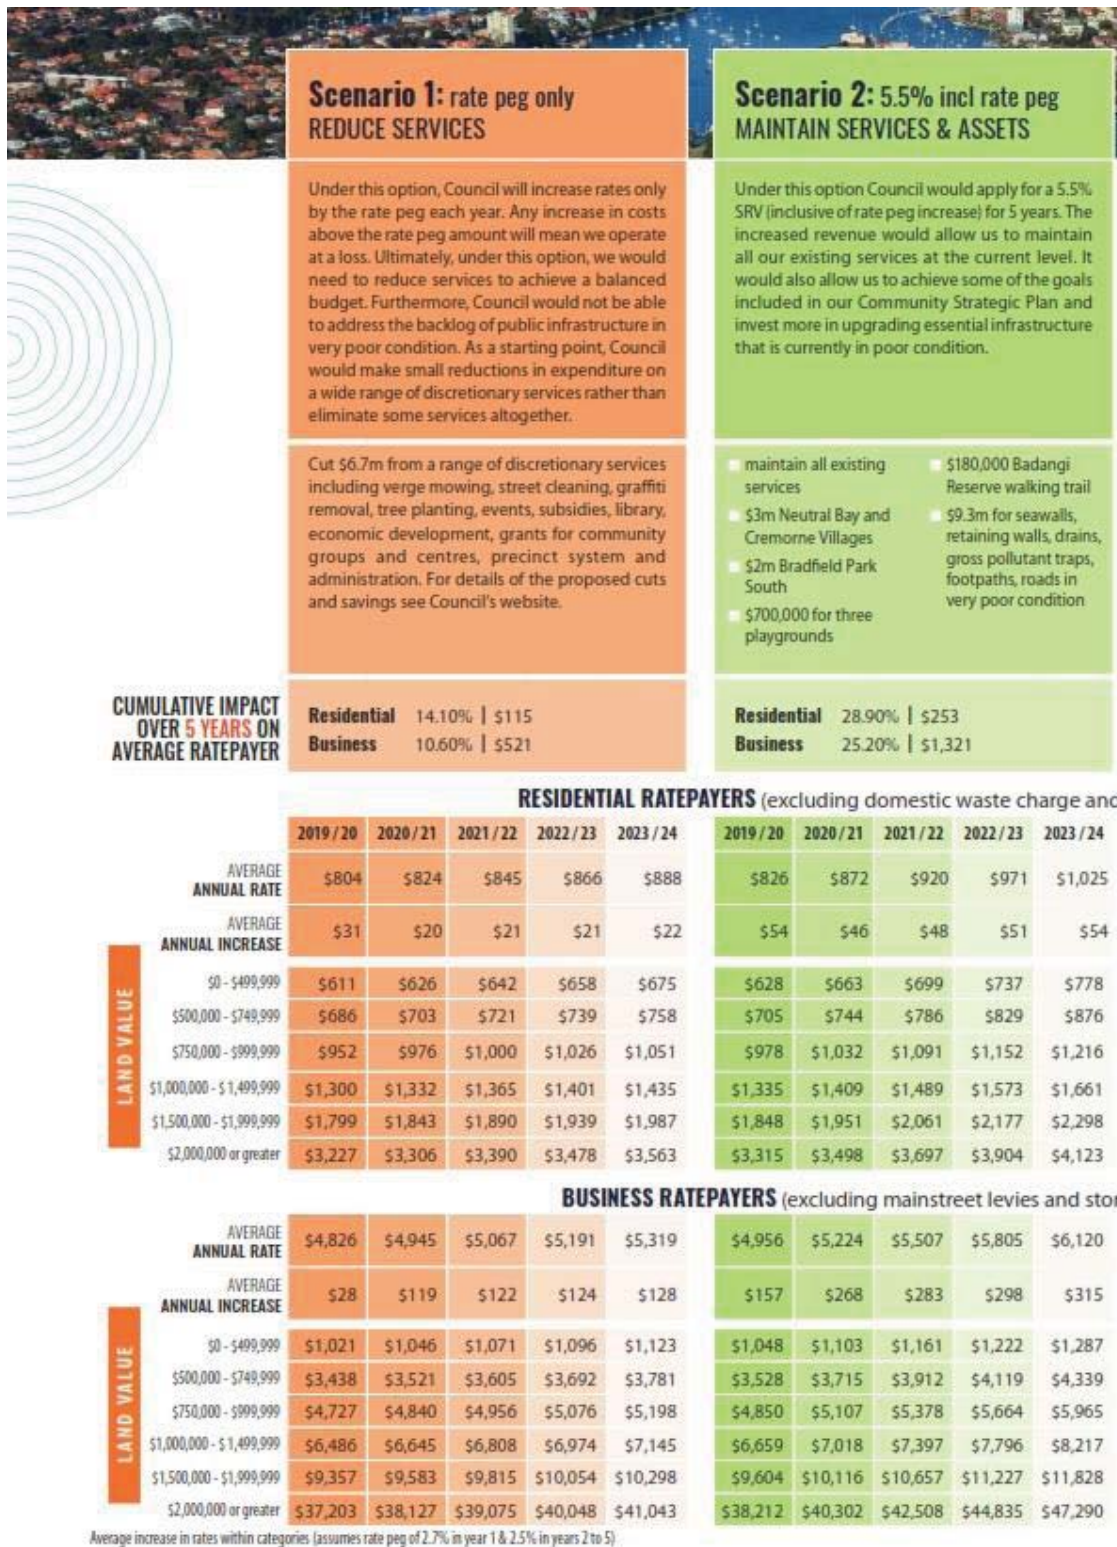 Scenario 1: rate peg only
REDUCE SERVICES
Under this option, Council will increase rates only
by the rate peg each year. Any increase in costs
above the rate peg amount will mean we operate
at a loss. Ultimately, under this option, we would
need to reduce services to achieve a balanced
budget. Furthermore, Council would not be able
to address the backlog of public infrastructure in
very poor condition. As a starting point, Council
would make small reductions in expenditure on
a wide range of discretionary services rather than
eliminate some services altogether.
Cut $6.7m from a range of discretionary services
including verge mowing, street cleaning, graffiti
removal, tree planting, events, subsidies, library,
economic development, grants for community
groups and centres, precinct system and
administration. For details of the proposed cuts
and savings see Council's website.
Scenario 2: 5.5% incl rate peg
MAINTAIN SERVICES & ASSETS
Under this option Council would apply for a 5.5%
SRV (inclusive of rate peg increase) for 5 years. The
increased revenue would allow us to maintain
all our existing services at the current level. It
would also allow us to achieve some of the goals
included in our Community Strategic Plan and
invest more in upgrading essential infrastructure
that is currently in poor condition.
maintain all existing
services
$3m Neutral Bay and
Cremorne Villages
$2m Bradfield Park
South
$700,000 for three
playgrounds
$180,000 Badangi
Reserve walking trail
$9.3m for seawalls,
retaining walls, drains,
gross pollutant traps,
footpaths, roads in
very poor condition
CUMULATIVE IMPACT
OVER 5 YEARS ON
AVERAGE RATEPAYER
Residential 14.10% | $115
Business 10.60% | $521
Residential 28.90% | $253
Business 25.20% | $1,321
RESIDENTIAL RATEPAYERS (excluding domestic waste charge and
2019/20 2020/21 2021/22 2022/23 2023/24 2019/20 2020/21 2021/22 2022/23 2023/24
AVERAGE
ANNUAL RATE $804 $824 $845 $866 $888 $826 $872 $920 $971 $1,025
AVERAGE
ANNUAL INCREASE $31 $20 $21 $21 $22 $54 $46 $48 $51 $54
LAND VALUE
$0 - $499,999 $611 $626 $642 $658 $675 $628 $663 $699 $737 $778
$500,000 - $749,999 $686 $703 $721 $739 $758 $705 $744 $786 $829 $876
$750,000 - $999,999 $952 $976 $1,000 $1,026 $1,051 $978 $1,032 $1,091 $1,152 $1,216
$1,000,000 - $1,499,999 $1,300 $1,332 $1,365 $1,401 $1,435 $1,335 $1,409 $1,489 $1,573 $1,661
$1,500,000 - $1,999,999 $1,799 $1,843 $1,890 $1,939 $1,987 $1,848 $1,951 $2,061 $2,177 $2,298
$2,000,000 or greater $3,227 $3,306 $3,390 $3,478 $3,563 $3,315 $3,498 $3,697 $3,904 $4,123
BUSINESS RATEPAYERS (excluding mainstreet levies and stor
AVERAGE
ANNUAL RATE $4,826 $4,945 $5,067 $5,191 $5,319 $4,956 $5,224 $5,507 $5,805 $6,120
AVERAGE
ANNUAL INCREASE $28 $119 $122 $124 $128 $157 $268 $283 $298 $315
LAND VALUE
$0 - $499,999 $1,021 $1,046 $1,071 $1,096 $1,123 $1,048 $1,103 $1,161 $1,222 $1,287
$500,000 - $749,999 $3,438 $3,521 $3,605 $3,692 $3,781 $3,528 $3,715 $3,912 $4,119 $4,339
$750,000 - $999,999 $4,727 $4,840 $4,956 $5,076 $5,198 $4,850 $5,107 $5,378 $5,664 $5,965
$1,000,000 - $1,499,999 $6,486 $6,645 $6,808 $6,974 $7,145 $6,659 $7,018 $7,397 $7,796 $8,217
$1,500,000 - $1,999,999 $9,357 $9,583 $9,815 $10,054 $10,298 $9,604 $10,116 $10,657 $11,227 $11,828
$2,000,000 or greater $37,203 $38,127 $39,075 $40,048 $41,043 $38,212 $40,302 $42,508 $44,835 $47,290
Average increase in rates within categories (assumes rate peg of 2.7% in year 1 & 2.5% in years 2 to 5)